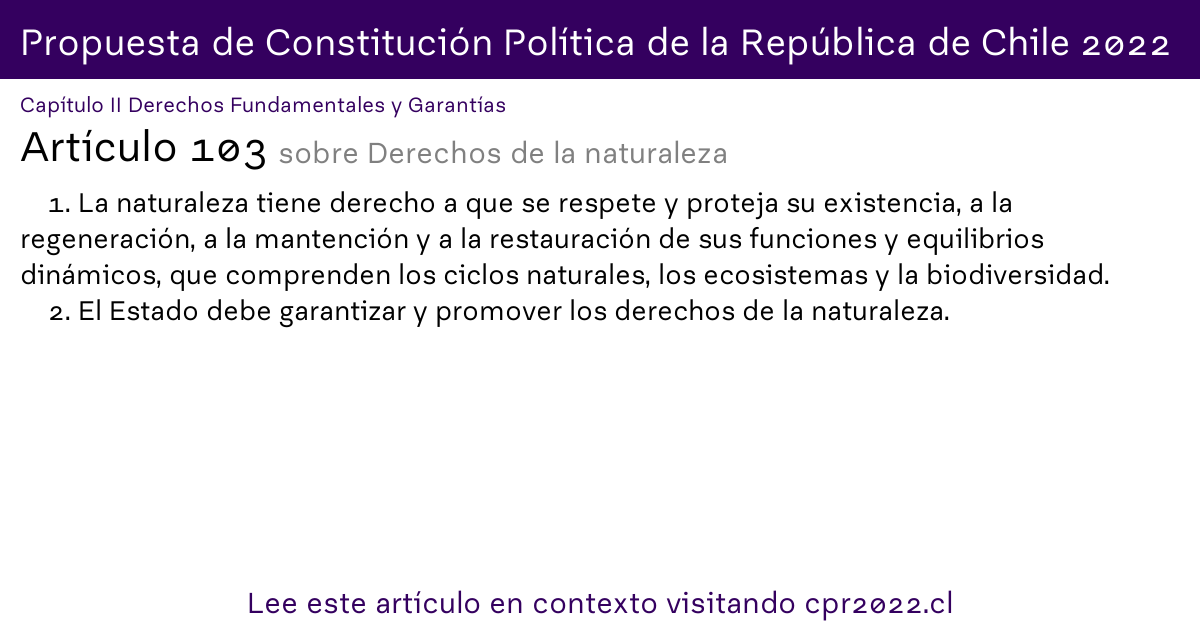 Propuesta de Constitución Política de la República de Chile 2022
Capítulo II Derechos Fundamentales y Garantías
Artículo 103 sobre Derechos de la naturaleza
1. La naturaleza tiene derecho a que se respete y proteja su existencia, a la
regeneración, a la mantención y a la restauración de sus funciones y equilibrios
dinámicos, que comprenden los ciclos naturales, los ecosistemas y la biodiversidad.
2. El Estado debe garantizar y promover los derechos de la naturaleza.
Lee este artículo en contexto visitando cpr2022.cl